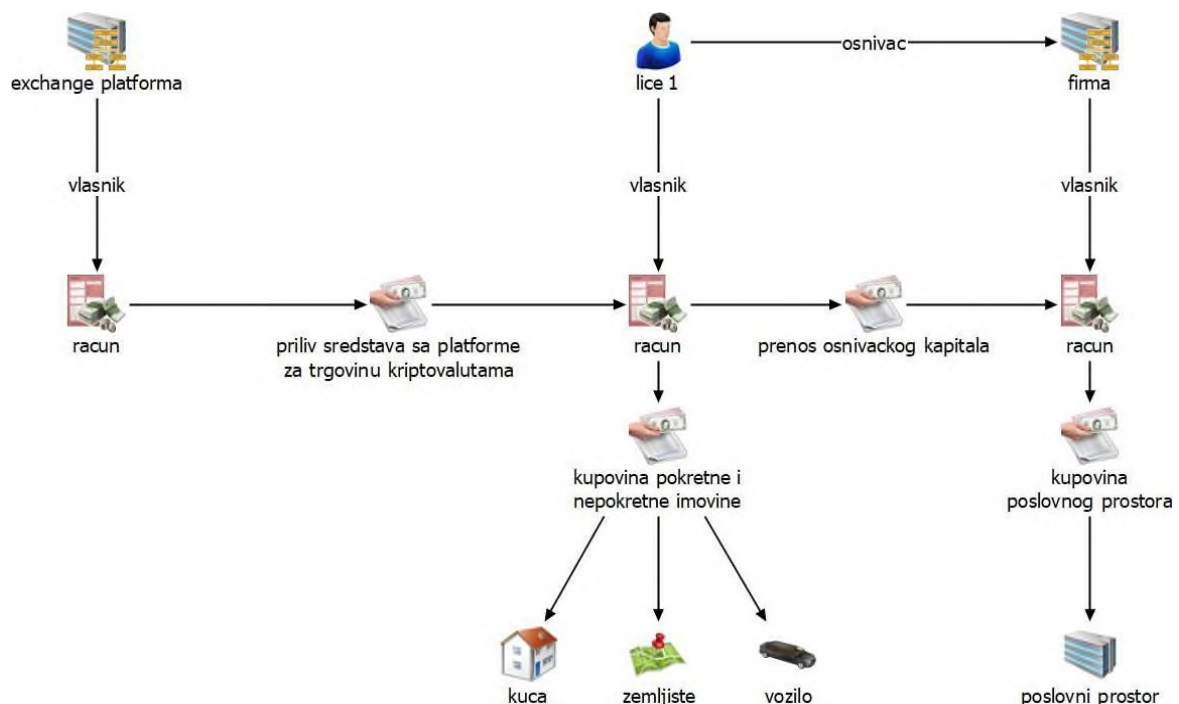 osnivac
exchange platforma
lice 1
firma
vlasnik
vlasnik
vlasnik
racun
priliv sredstava sa platforme
za trgovinu kriptovalutama
racun
prenos osnivackog kapitala
racun
kupovina pokretne i
nepokretne imovine
kupovina
poslovnog prostora
kuca
zemljiste
vozilo
poslovni prostor